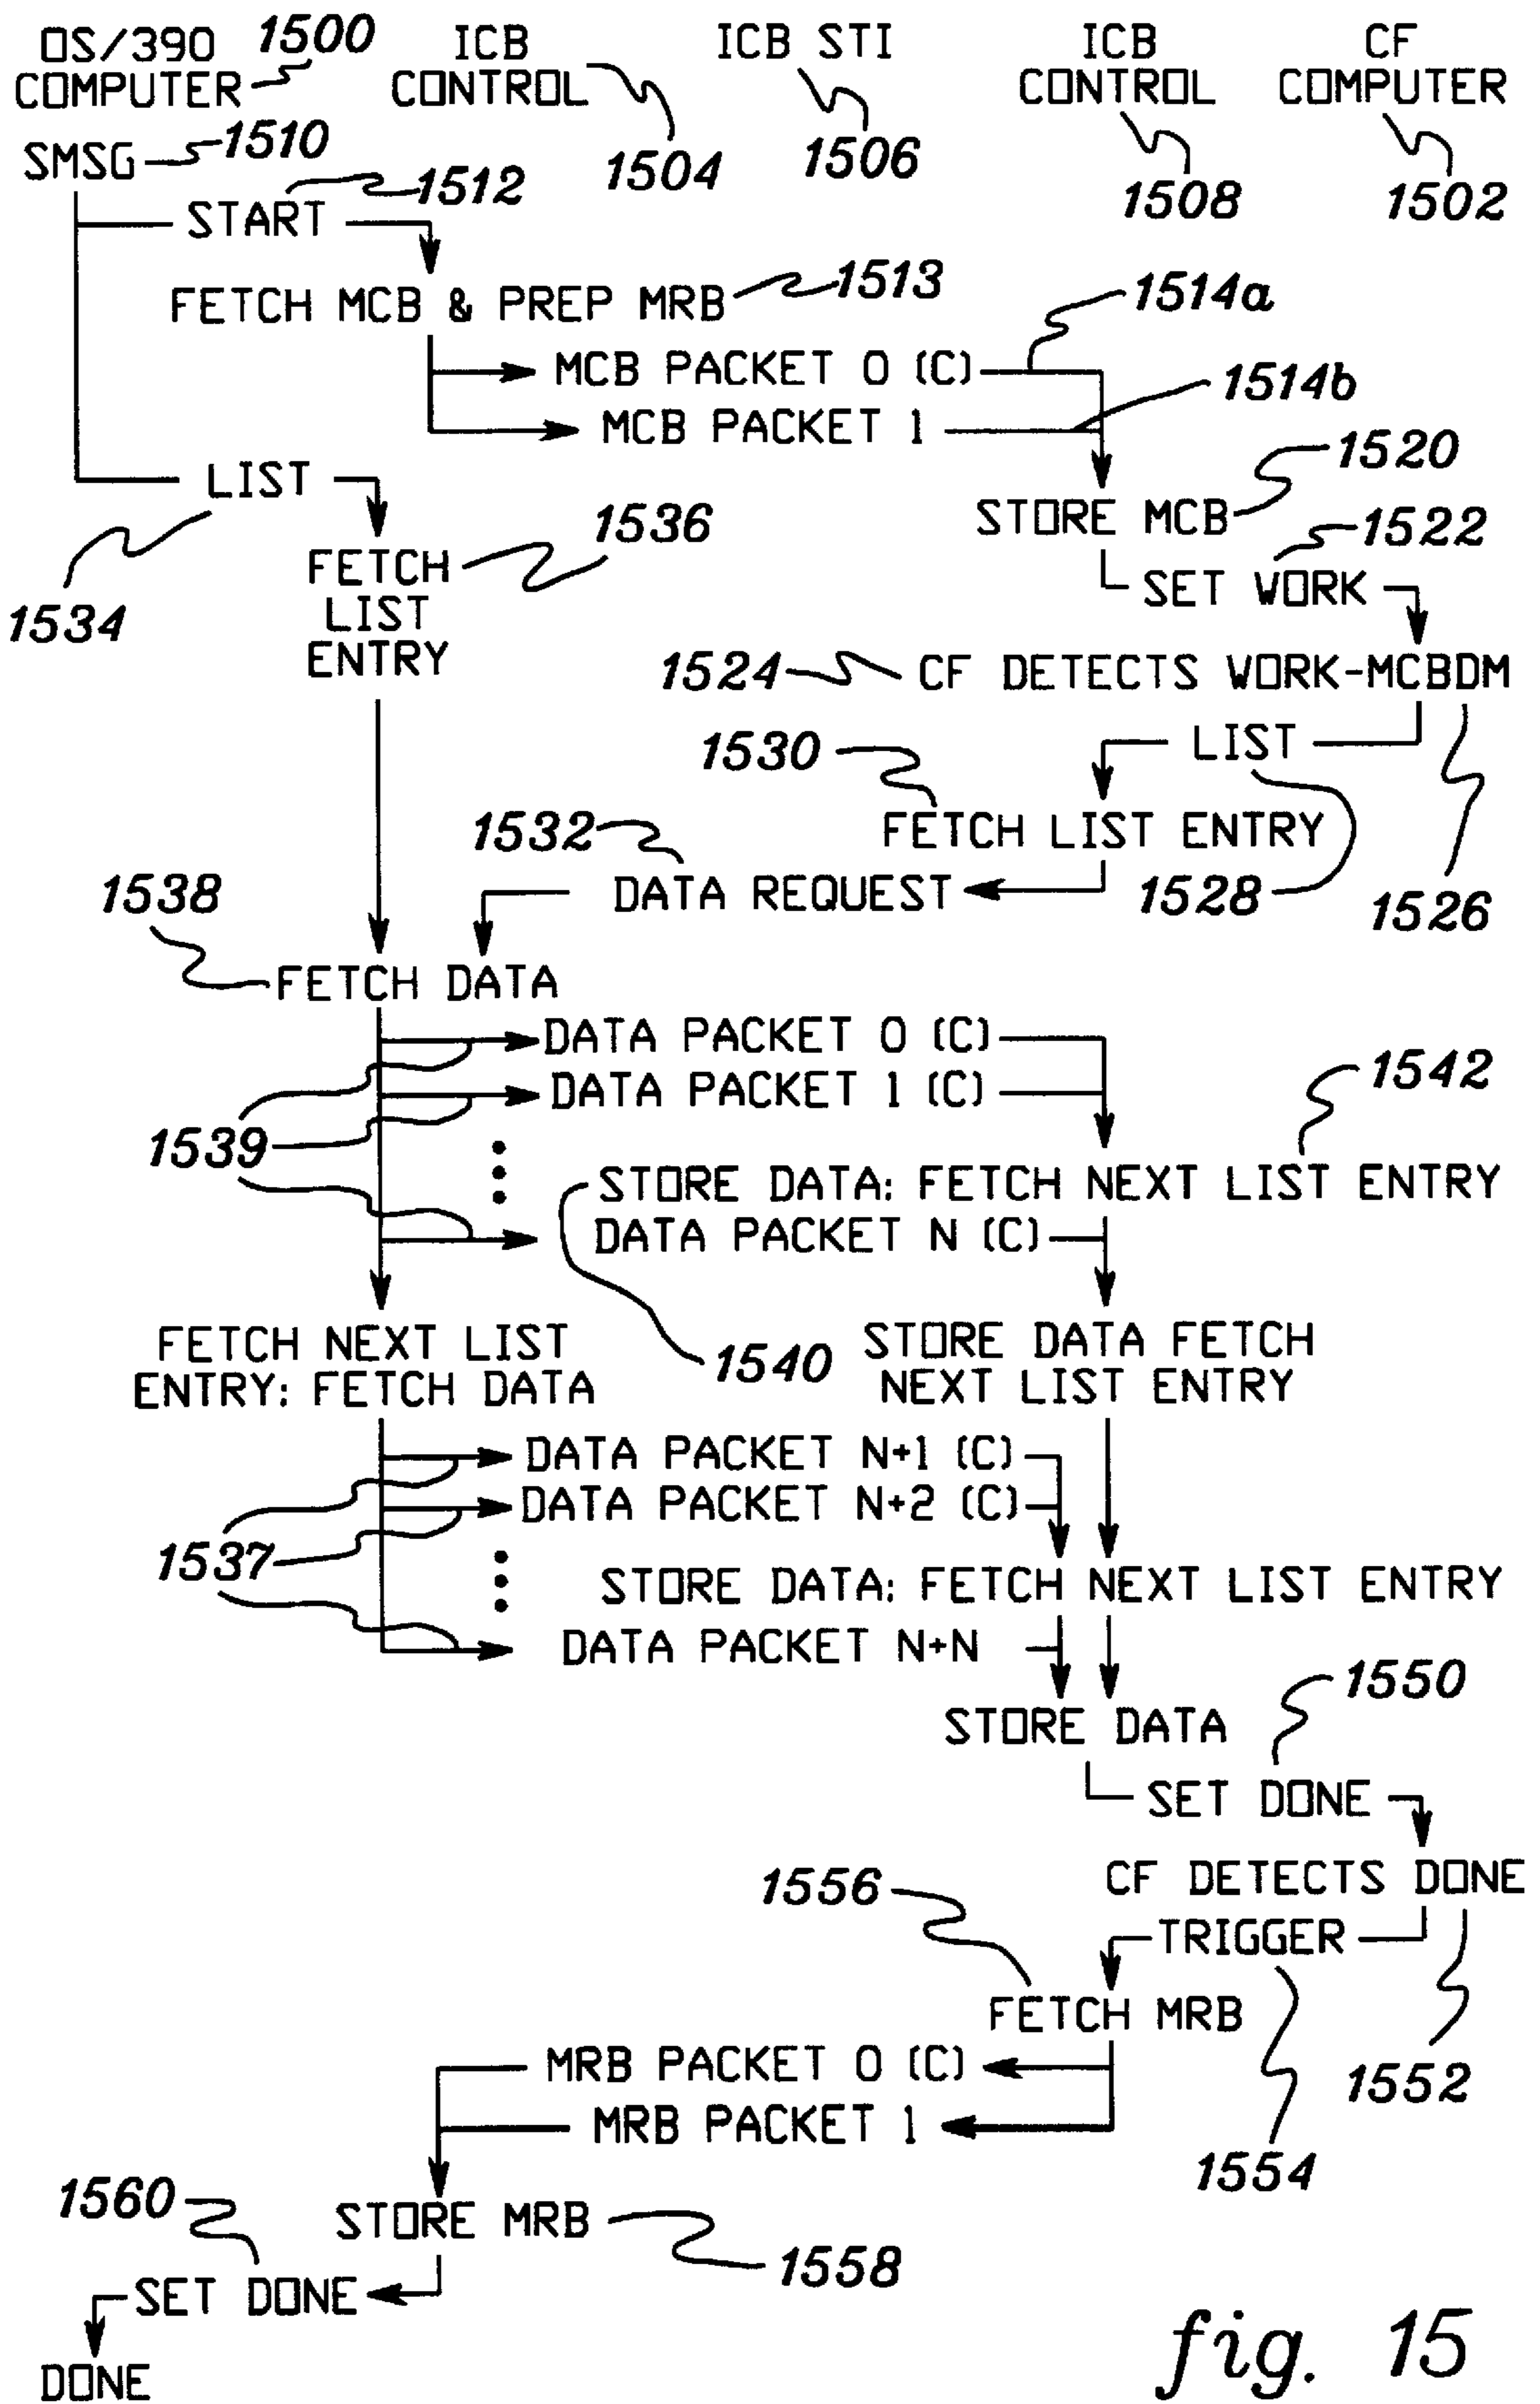 OS/390 COMPUTER 1500
ICB CONTROL 1504
ICB STI 1506
ICB CONTROL 1508
CF COMPUTER 1502
SMSG 1510
START 1512
FETCH MCB & PREP MRB 1513
MCB PACKET 0 (C) 1514a
MCB PACKET 1 1514b
LIST 1534
STORE MCB 1520
FETCH LIST ENTRY 1536
SET WORK 1522
1524 CF DETECTS WORK-MCBDM 1526
LIST 1528
1530 FETCH LIST ENTRY
1532 DATA REQUEST
1538 FETCH DATA
DATA PACKET 0 (C)
DATA PACKET 1 (C)
1539
1542
STORE DATA: FETCH NEXT LIST ENTRY
DATA PACKET N (C)
1540
FETCH NEXT LIST
ENTRY: FETCH DATA
STORE DATA FETCH
NEXT LIST ENTRY
DATA PACKET N+1 (C)
DATA PACKET N+2 (C)
1537
STORE DATA: FETCH NEXT LIST ENTRY
DATA PACKET N+N
STORE DATA
1550
SET DONE
CF DETECTS DONE
1552
1556
TRIGGER
1554
FETCH MRB
MRB PACKET 0 (C)
MRB PACKET 1
1560
STORE MRB 1558
SET DONE
DONE
fig. 15